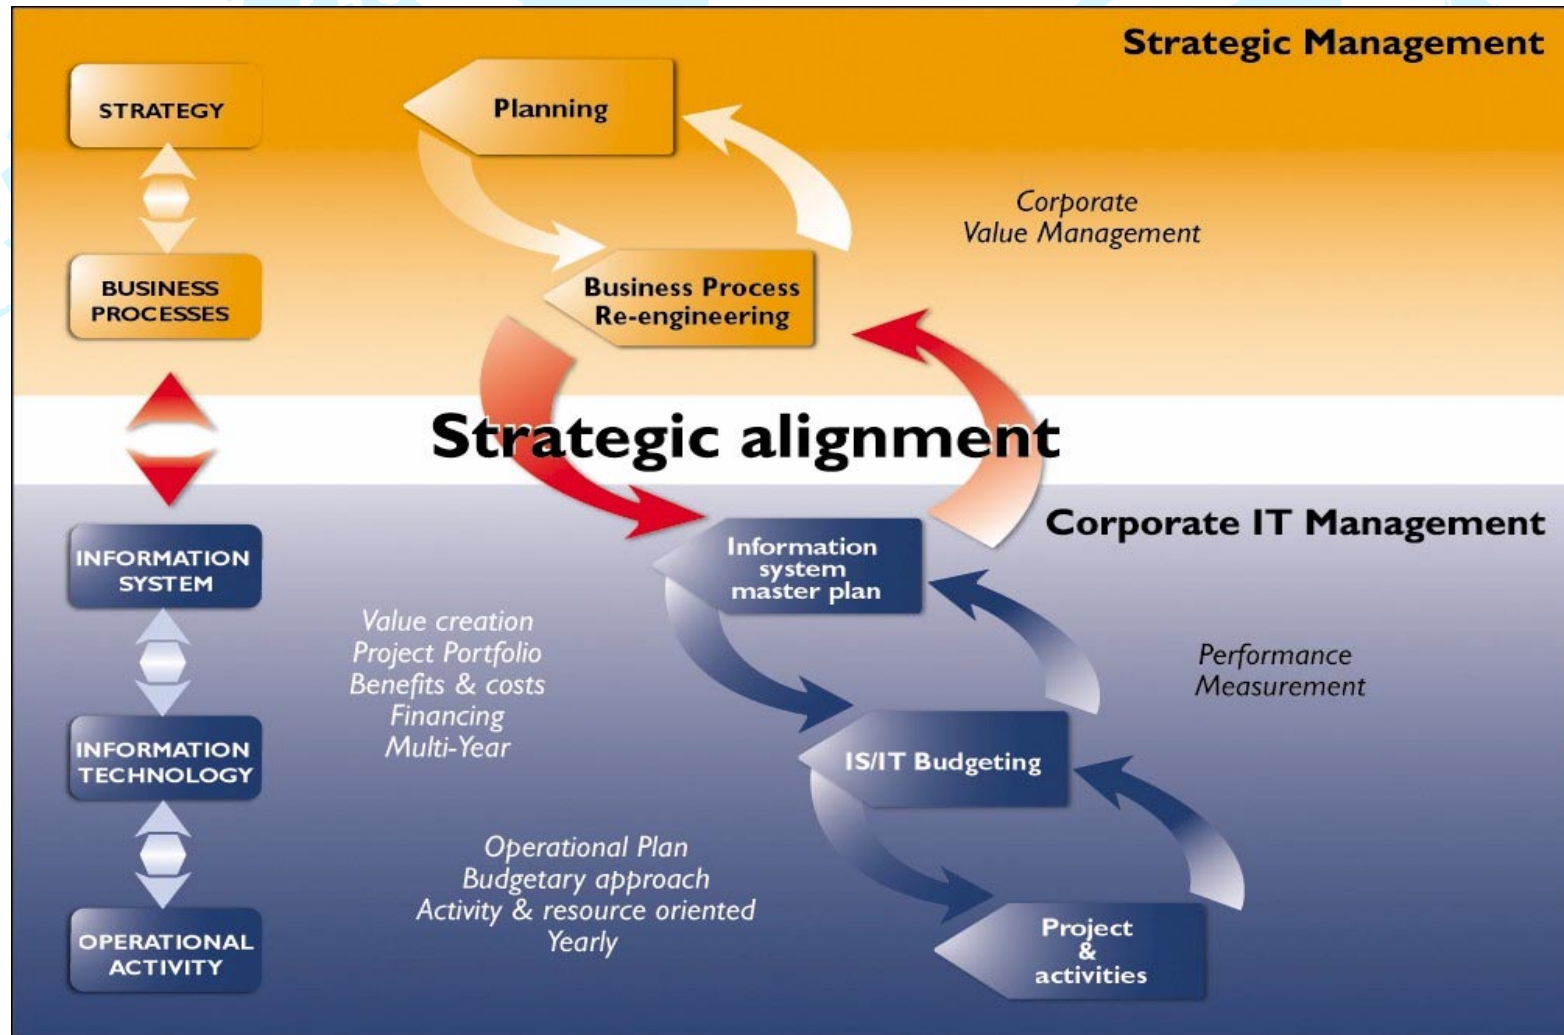 Strategic Management
STRATEGY
Planning
Corporate
Value Management
BUSINESS
PROCESSES
Business Process
Re-engineering
Strategic alignment
Corporate IT Management
INFORMATION
SYSTEM
Information
system
master plan
Value creation
Project Portfolio
Benefits & costs
Financing
Multi-Year
Performance
Measurement
INFORMATION
TECHNOLOGY
IS/IT Budgeting
Operational Plan
Budgetary approach
Activity & resource oriented
Yearly
OPERATIONAL
ACTIVITY
Project
&
activities